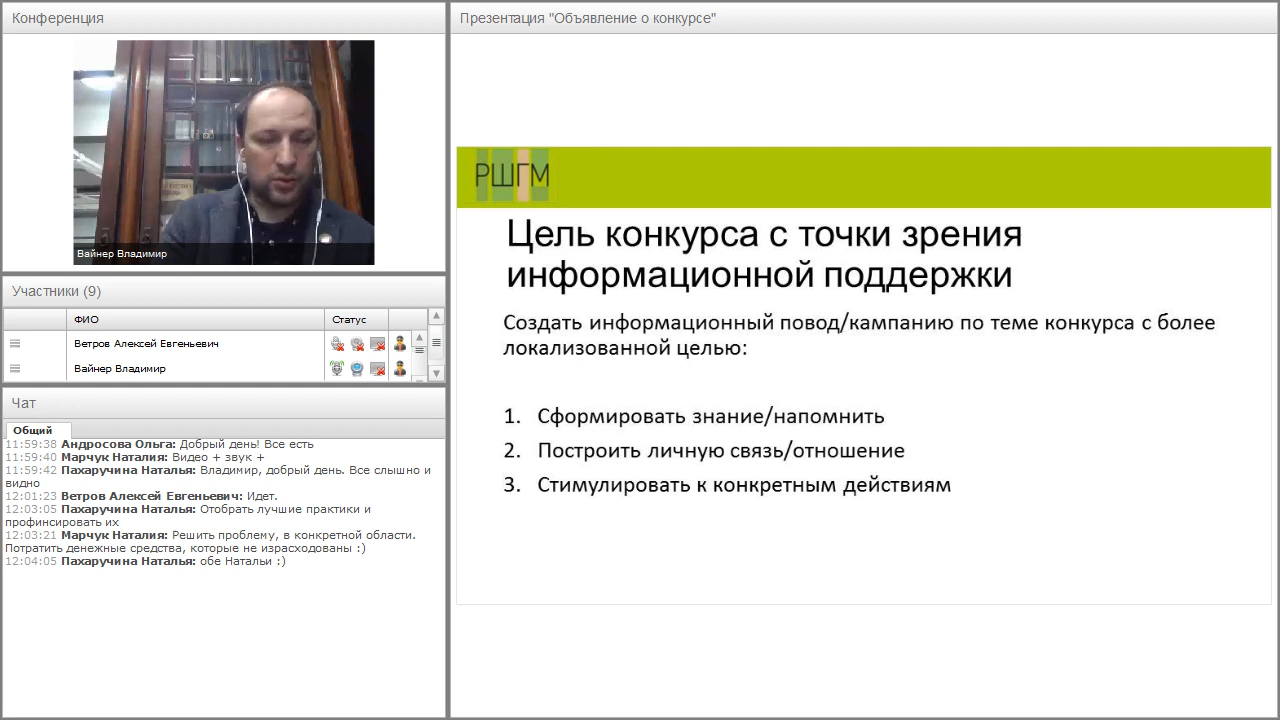 Конференция
Вайнер Владимир
Участники (9)
ФИО
Статус
Ветров Алексей Евгеньевич
Вайнер Владимир
Чат
Общий
11:59:38 Андросова Ольга: Добрый день! Все есть
11:59:40 Марчук Наталия: Видео + звук +
11:59:42 Пахаручина Наталья: Владимир, добрый день. Все слышно и
видно
12:01:23 Ветров Алексей Евгеньевич: Идет.
12:03:05 Пахаручина Наталья: Отобрать лучшие практики и
профинсировать их
12:03:21 Марчук Наталия: Решить проблему, в конкретной области.
Потратить денежные средства, которые не израсходованы :)
12:04:05 Пахаручина Наталья: обе Натальи :)
Презентация "Объявление о конкурсе"
РШГМ
Цель конкурса с точки зрения
информационной поддержки
Создать информационный повод/кампанию по теме конкурса с более
локализованной целью:
1. Сформировать знание/напомнить
2. Построить личную связь/отношение
3. Стимулировать к конкретным действиям